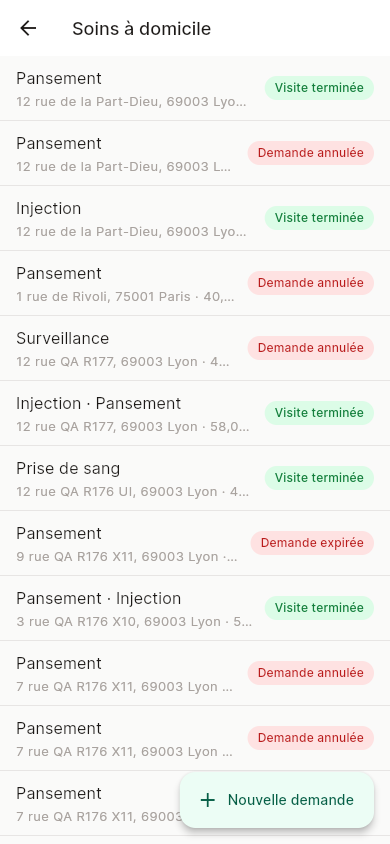 Soins à domicile
Pansement
12 rue de la Part-Dieu, 69003 Lyo...
Visite terminée
Pansement
12 rue de la Part-Dieu, 69003 L...
Demande annulée
Injection
12 rue de la Part-Dieu, 69003 Lyo...
Visite terminée
Pansement
1 rue de Rivoli, 75001 Paris · 40,...
Demande annulée
Surveillance
12 rue QA R177, 69003 Lyon · 4...
Demande annulée
Injection · Pansement
12 rue QA R177, 69003 Lyon · 58,0...
Visite terminée
Prise de sang
12 rue QA R176 UI, 69003 Lyon · 4...
Visite terminée
Pansement
9 rue QA R176 X11, 69003 Lyon ·...
Demande expirée
Pansement · Injection
3 rue QA R176 X10, 69003 Lyon · 5...
Visite terminée
Pansement
7 rue QA R176 X11, 69003 Lyon ...
Demande annulée
Pansement
7 rue QA R176 X11, 69003 Lyon ...
Demande annulée
Pansement
7 rue QA R176 X11, 69003
Nouvelle demande